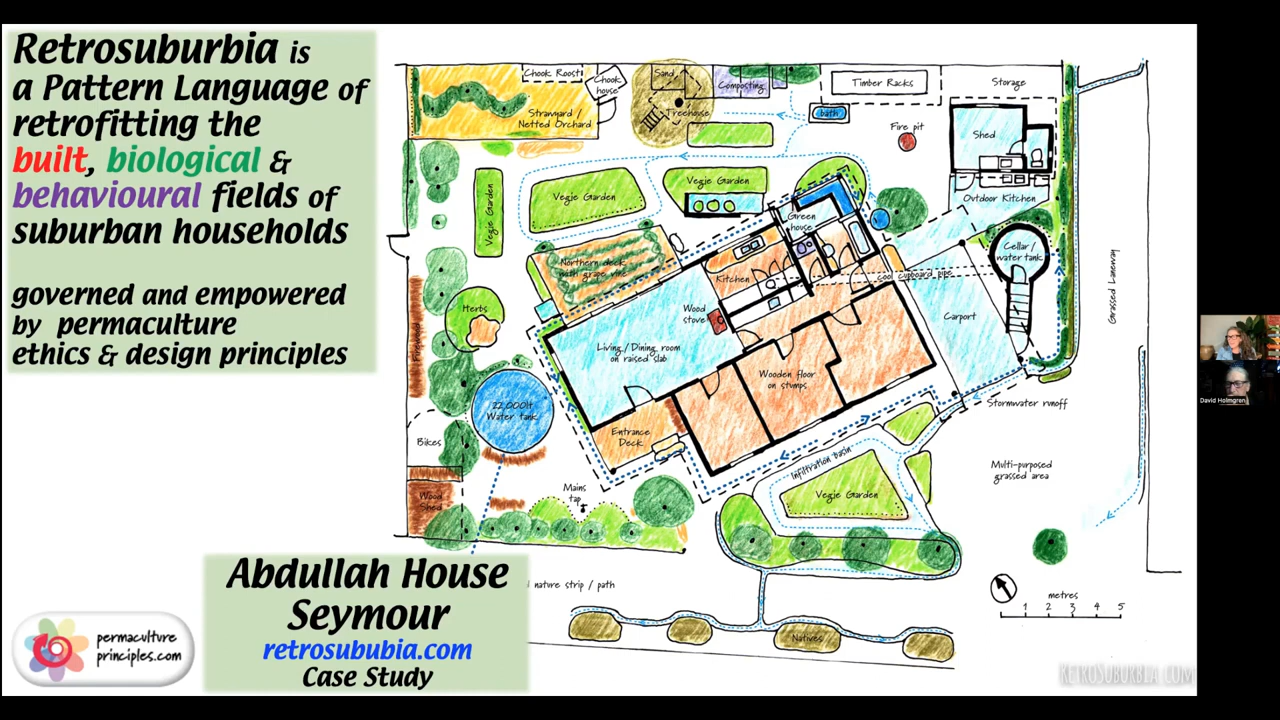 Retrosuburbia is
a Pattern Language of
retrofitting the
built, biological &
behavioural fields of
suburban households
governed and empowered
by permaculture
ethics & design principles
Chook Roost
Chook
house
Strawyard /
Netted Orchard
Sand
Treehouse
Composting
Timber Racks
Storage
bath
Fire pit
Shed
Outdoor Kitchen
Vegie Garden
Vegie Garden
Vegie Garden
Green
house
Cellar /
water tank
Northern deck
with grape vine
Kitchen
cool cupboard pipe
Grassed Laneway
Herbs
Firewood
Wood
stove
Carport
Living / Dining room
on raised slab
Wooden floor
on stumps
22,000lt
Water tank
Entrance
Deck
Stormwater runoff
Bikes
Infiltration basin
Multi-purposed
grassed area
Wood
Shed
Mains
tap
Vegie Garden
nature strip / path
Natives
metres
1 2 3 4 5
Abdullah House
Seymour
retrosububia.com
Case Study
permaculture
principles.com
RETROSUBURBIA.COM
David Holmgren